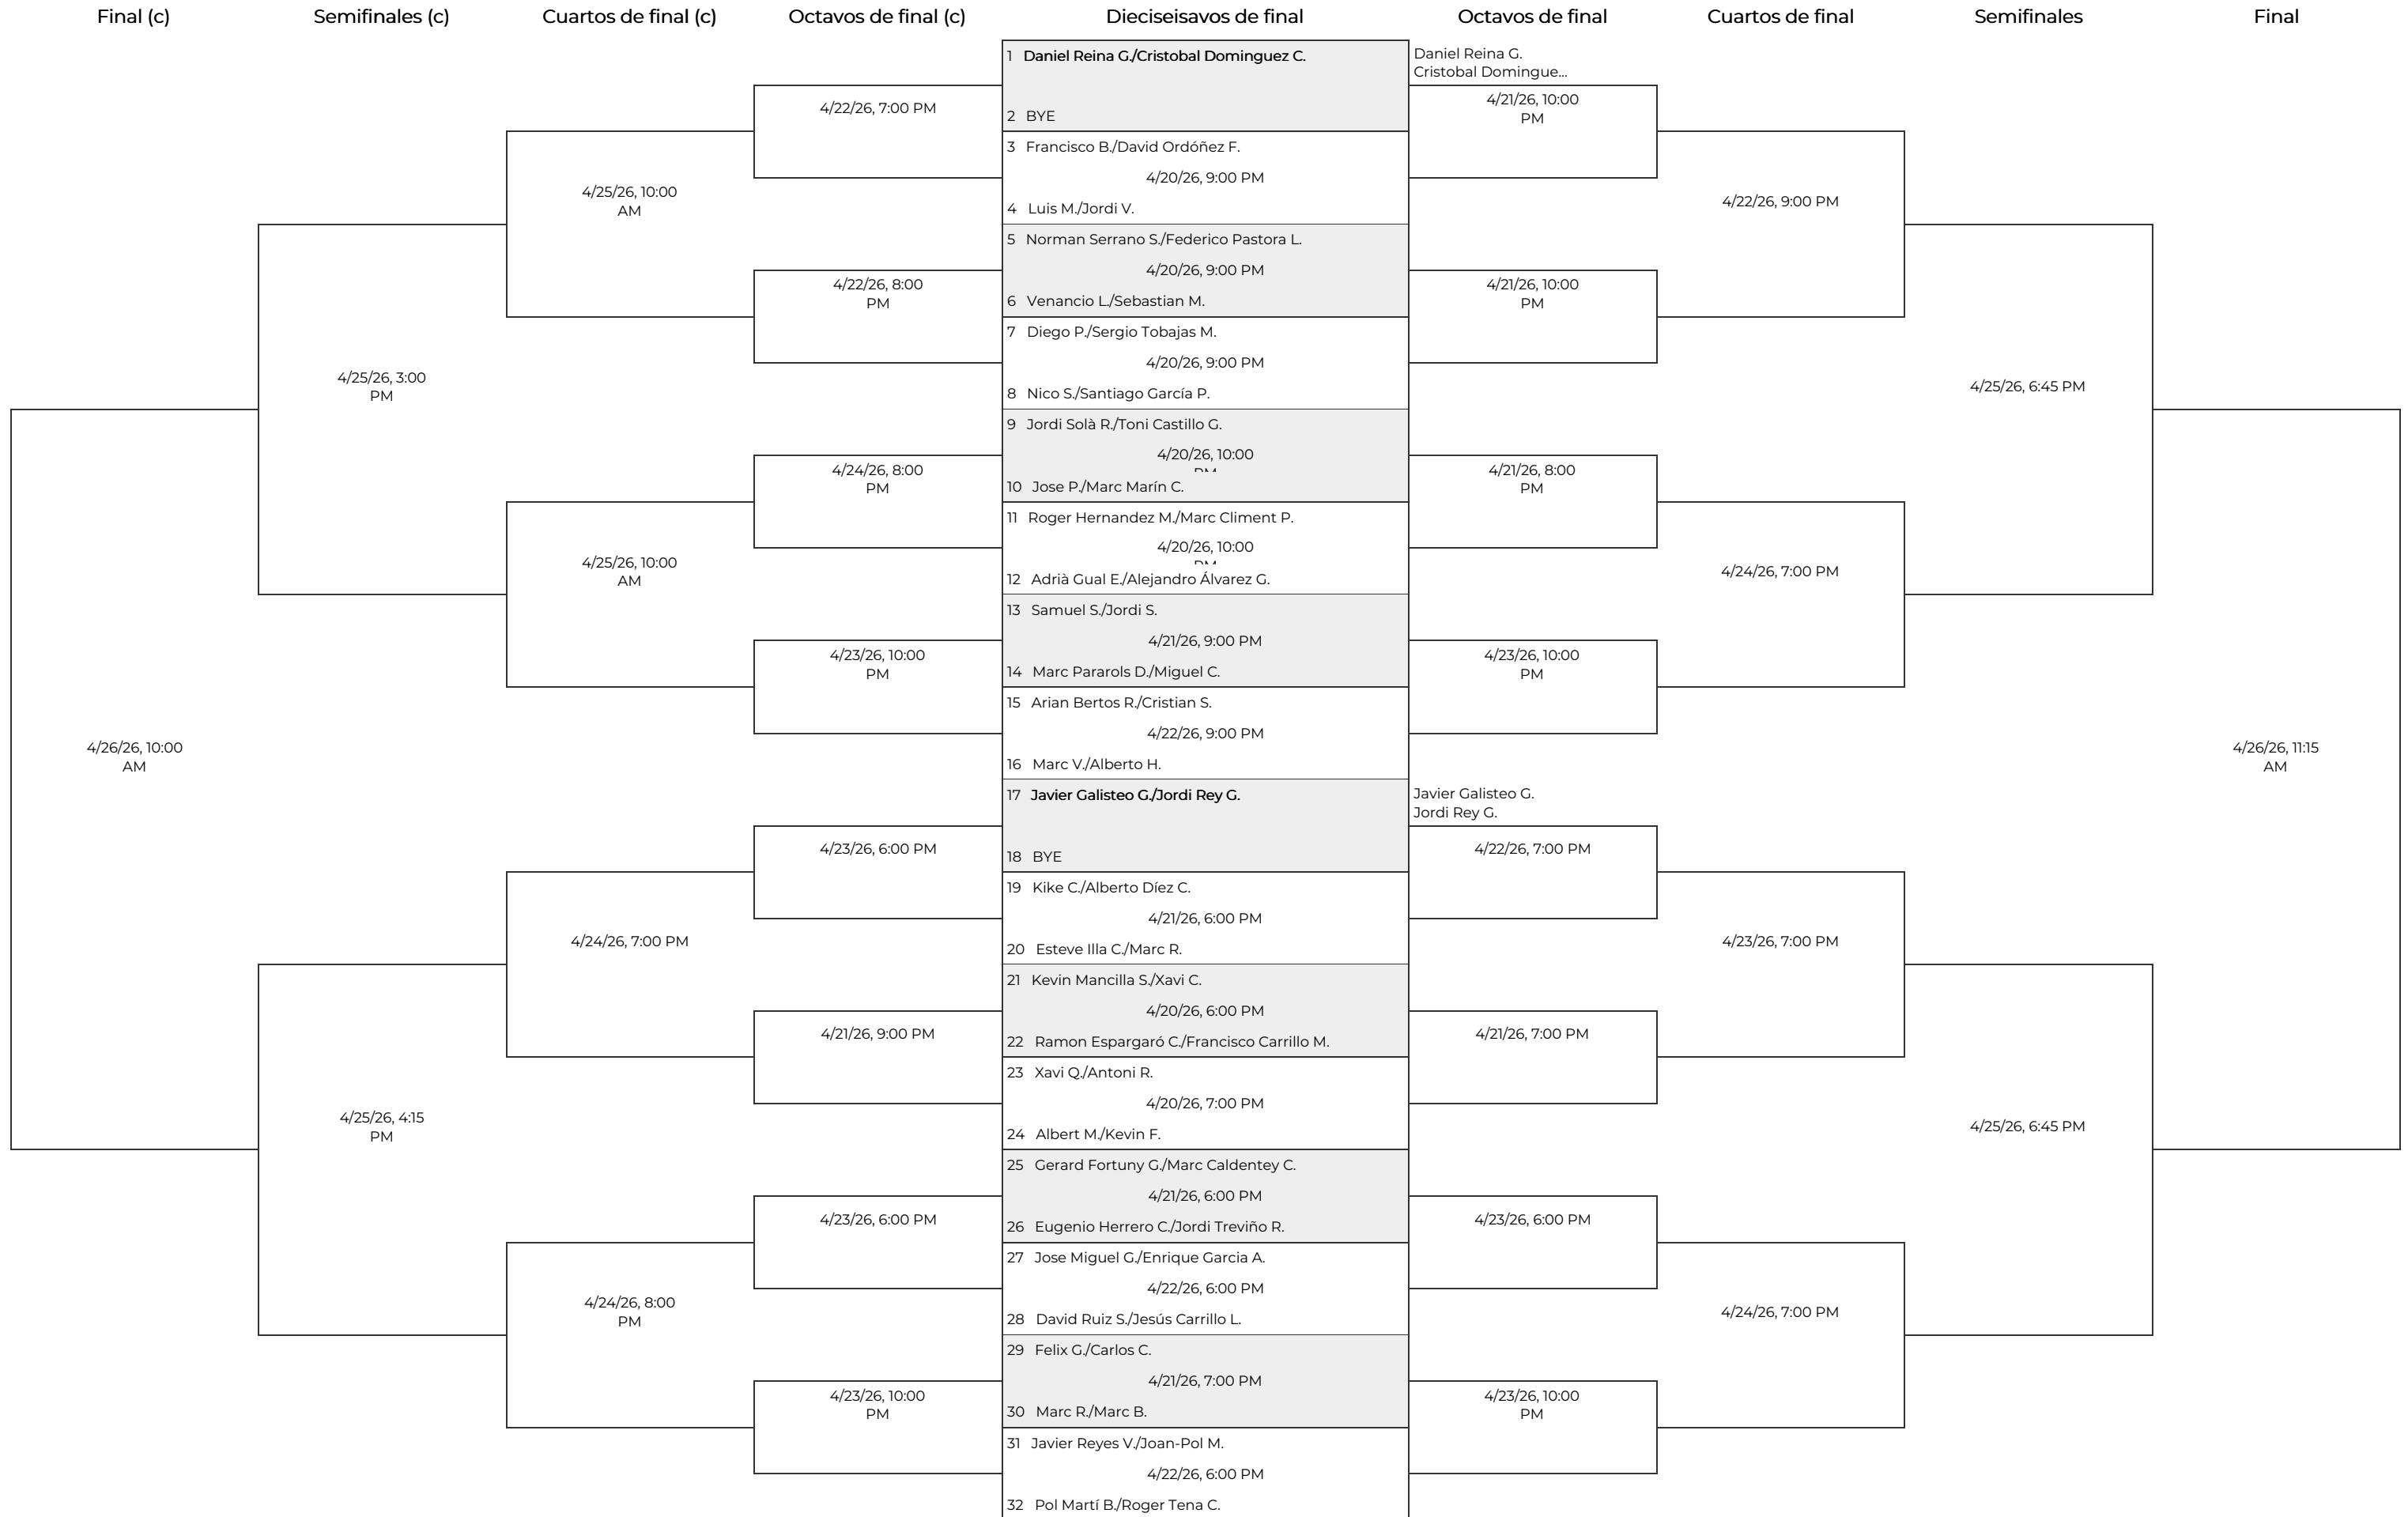 Final (c)
Semifinales (c)
Cuartos de final (c)
Octavos de final (c)
Dieciseisavos de final
Octavos de final
Cuartos de final
Semifinales
Final
4/26/26, 10:00
AM
4/25/26, 3:00
PM
4/25/26, 4:15
PM
4/25/26, 10:00
AM
4/25/26, 10:00
AM
4/24/26, 7:00 PM
4/24/26, 8:00
PM
4/22/26, 7:00 PM
4/22/26, 8:00
PM
4/24/26, 8:00
PM
4/23/26, 10:00
PM
4/23/26, 6:00 PM
4/21/26, 9:00 PM
4/23/26, 6:00 PM
4/23/26, 10:00
PM
1 Daniel Reina G./Cristobal Dominguez C.
2 BYE
3 Francisco B./David Ordóñez F.
4/20/26, 9:00 PM
4 Luis M./Jordi V.
5 Norman Serrano S./Federico Pastora L.
4/20/26, 9:00 PM
6 Venancio L./Sebastian M.
7 Diego P./Sergio Tobajas M.
4/20/26, 9:00 PM
8 Nico S./Santiago García P.
9 Jordi Solà R./Toni Castillo G.
4/20/26, 10:00
PM
10 Jose P./Marc Marín C.
11 Roger Hernandez M./Marc Climent P.
4/20/26, 10:00
PM
12 Adrià Gual E./Alejandro Álvarez G.
13 Samuel S./Jordi S.
4/21/26, 9:00 PM
14 Marc Pararols D./Miguel C.
15 Arian Bertos R./Cristian S.
4/22/26, 9:00 PM
16 Marc V./Alberto H.
17 Javier Galisteo G./Jordi Rey G.
18 BYE
19 Kike C./Alberto Díez C.
4/21/26, 6:00 PM
20 Esteve Illa C./Marc R.
21 Kevin Mancilla S./Xavi C.
4/20/26, 6:00 PM
22 Ramon Espargaró C./Francisco Carrillo M.
23 Xavi Q./Antoni R.
4/20/26, 7:00 PM
24 Albert M./Kevin F.
25 Gerard Fortuny G./Marc Caldentey C.
4/21/26, 6:00 PM
26 Eugenio Herrero C./Jordi Treviño R.
27 Jose Miguel G./Enrique Garcia A.
4/22/26, 6:00 PM
28 David Ruiz S./Jesús Carrillo L.
29 Felix G./Carlos C.
4/21/26, 7:00 PM
30 Marc R./Marc B.
31 Javier Reyes V./Joan-Pol M.
4/22/26, 6:00 PM
32 Pol Martí B./Roger Tena C.
Daniel Reina G.
Cristobal Domingue...
4/21/26, 10:00
PM
4/21/26, 10:00
PM
4/21/26, 8:00
PM
4/23/26, 10:00
PM
Javier Galisteo G.
Jordi Rey G.
4/22/26, 7:00 PM
4/21/26, 7:00 PM
4/23/26, 6:00 PM
4/23/26, 10:00
PM
4/22/26, 9:00 PM
4/24/26, 7:00 PM
4/23/26, 7:00 PM
4/24/26, 7:00 PM
4/25/26, 6:45 PM
4/25/26, 6:45 PM
4/26/26, 11:15
AM